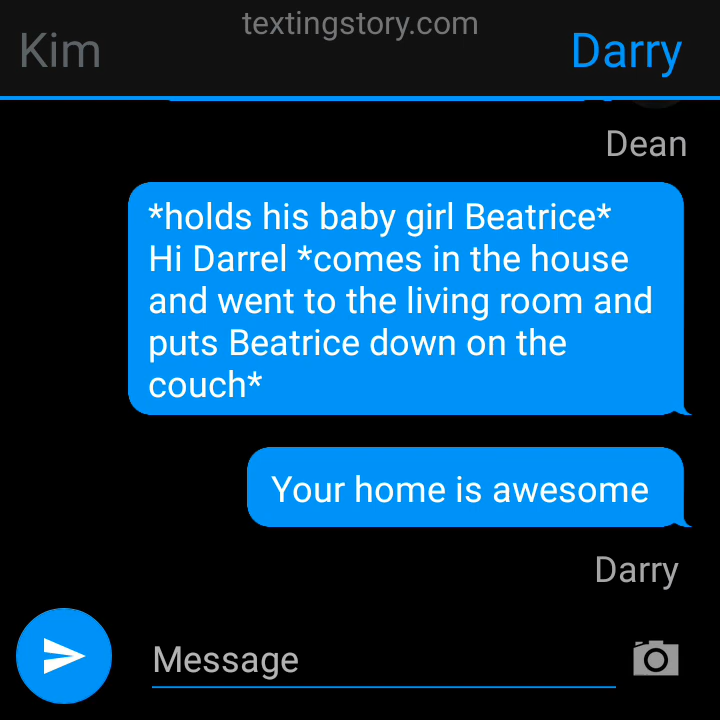 textingstory.com
Kim
Darry
Dean
*holds his baby girl Beatrice*
Hi Darrel *comes in the house
and went to the living room and
puts Beatrice down on the
couch*
Your home is awesome
Darry
Message